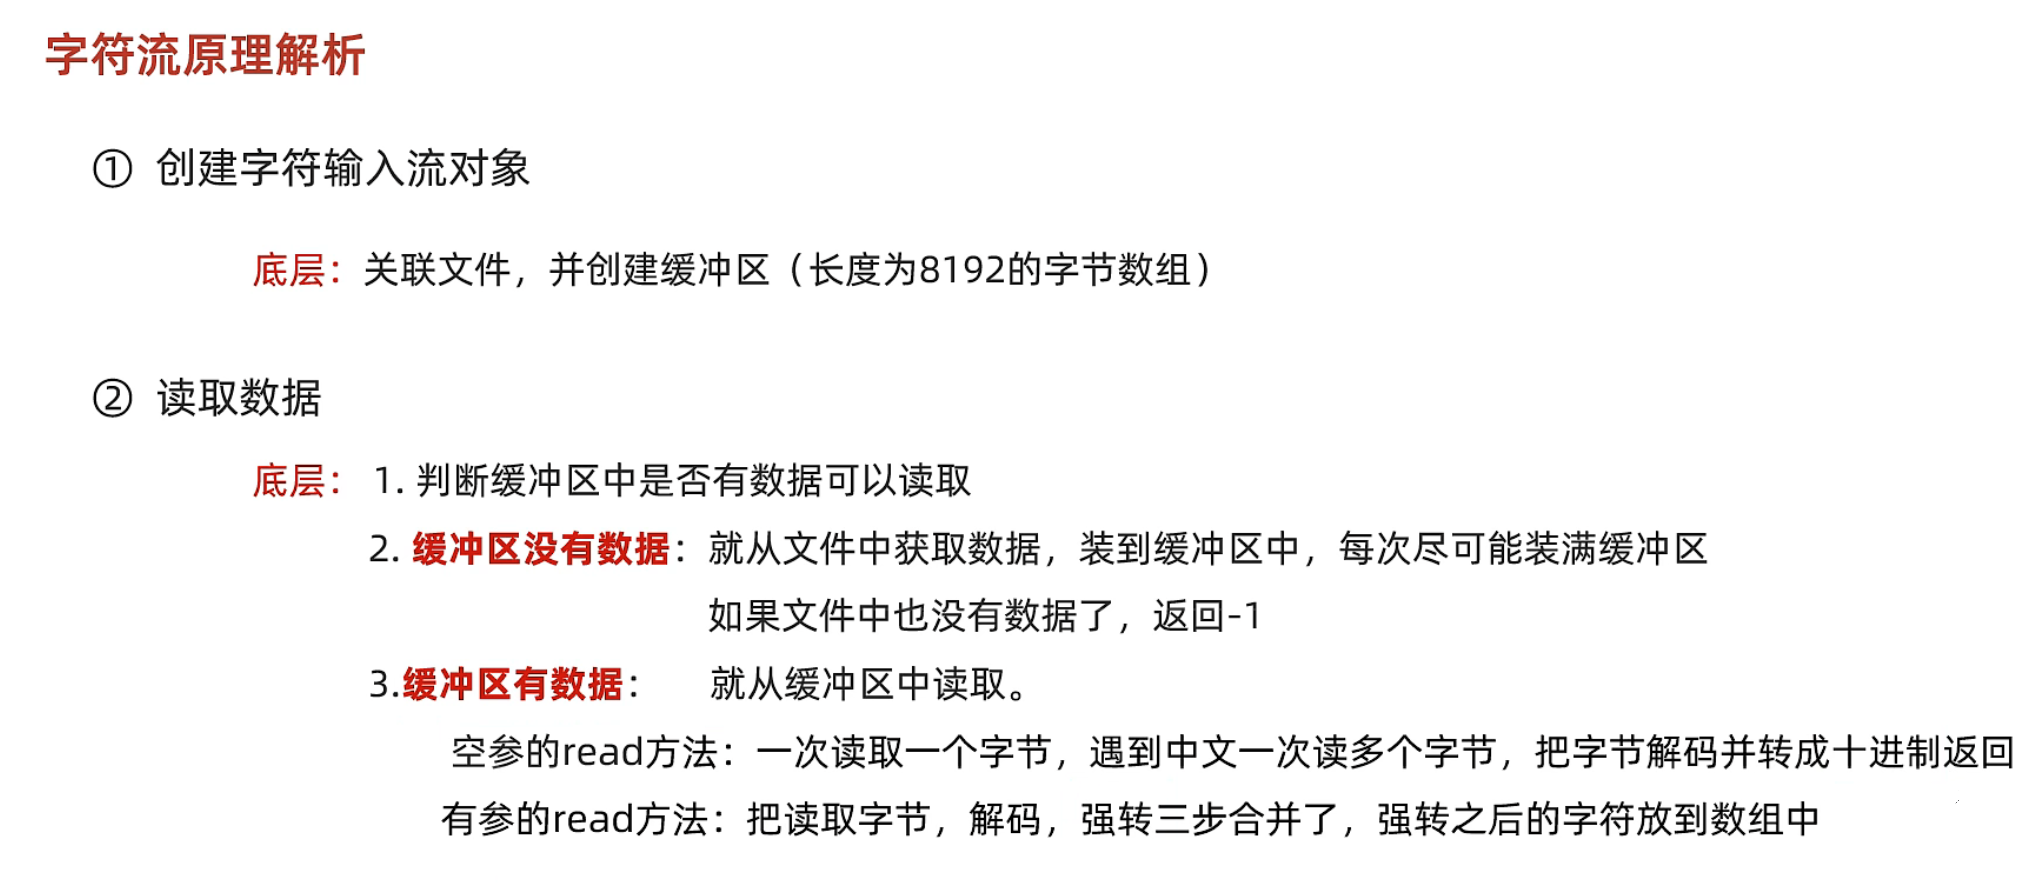 字符流原理解析
① 创建字符输入流对象
底层：关联文件，并创建缓冲区（长度为8192的字节数组）
② 读取数据
底层： 1. 判断缓冲区中是否有数据可以读取
2. 缓冲区没有数据：就从文件中获取数据，装到缓冲区中，每次尽可能装满缓冲区
如果文件中也没有数据了，返回-1
3.缓冲区有数据： 就从缓冲区中读取。
空参的read方法：一次读取一个字节，遇到中文一次读多个字节，把字节解码并转成十进制返回
有参的read方法：把读取字节，解码，强转三步合并了，强转之后的字符放到数组中